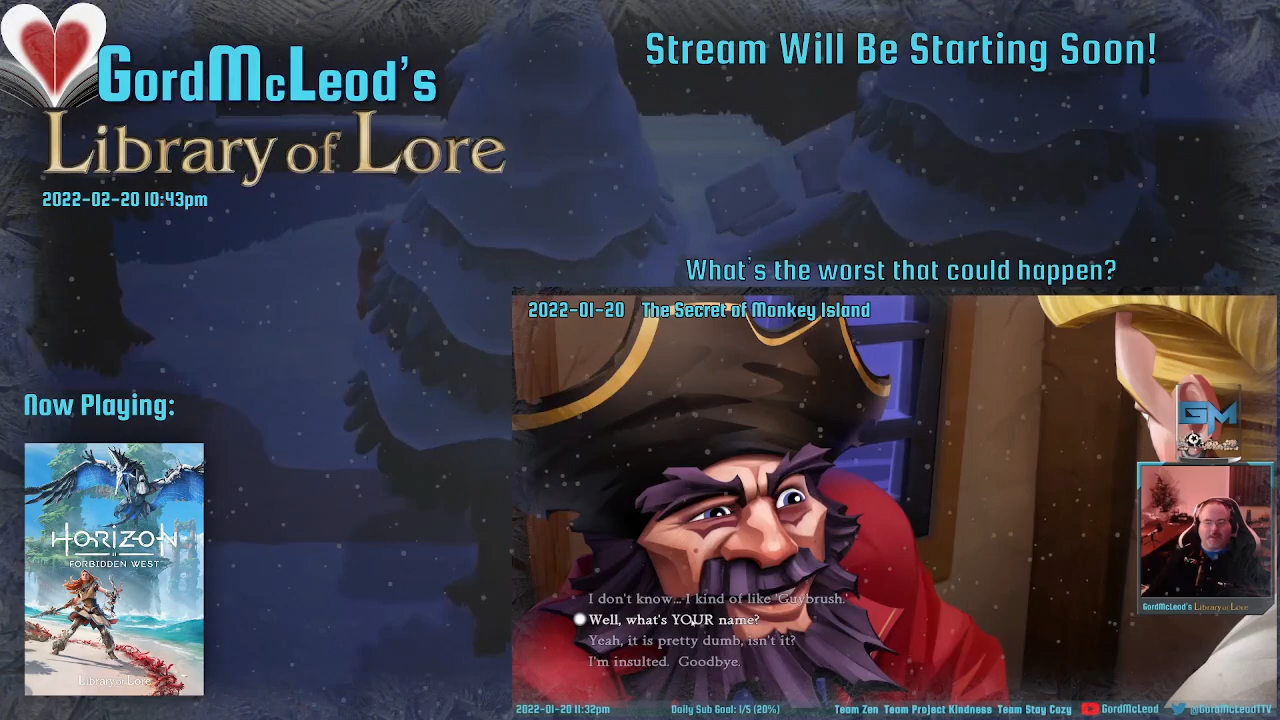 GordMcLeod's
Library of Lore
2022-02-20 10:43pm
Stream Will Be Starting Soon!
What's the worst that could happen?
2022-01-20 The Secret of Monkey Island
GM
I don't know... I kind of like 'Guybrush.'
Well, what's YOUR name?
Yeah, it is pretty dumb, isn't it?
I'm insulted. Goodbye.
GordMcLeod's Library of Lore
2022-01-20 11:32pm Daily Sub Goal: 1/5 (20%) Team Zen Team Project Kindness Team Stay Cozy GordMcLeod @GordMcLeodTTV
Now Playing:
HORIZON
FORBIDDEN WEST
Library of Lore